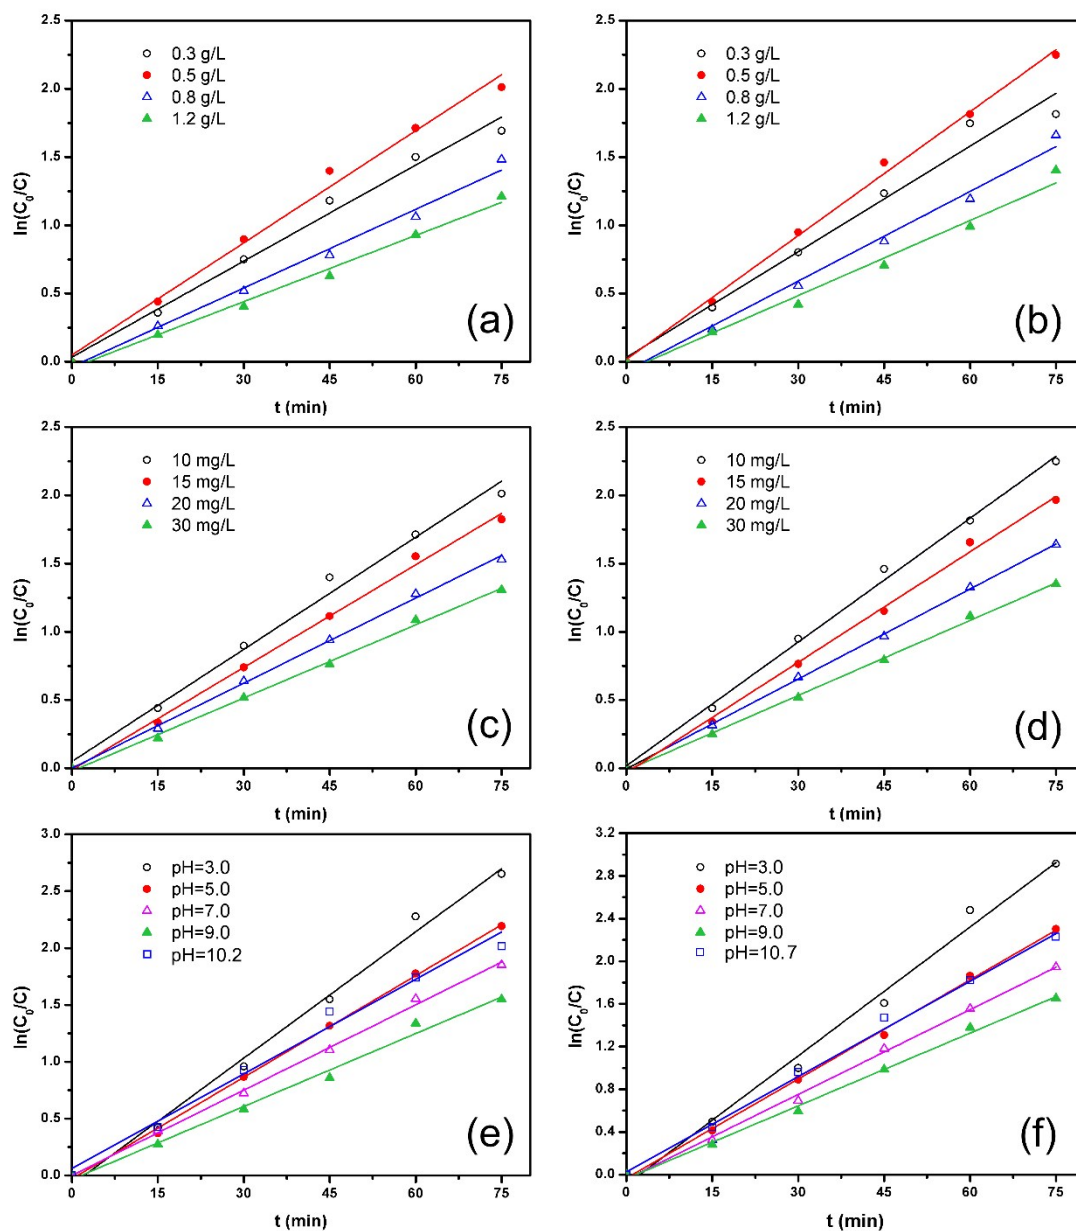 2.5
2.0
1.5
1.0
0.5
0.0
ln(C₀/C)
0.3 g/L
0.5 g/L
0.8 g/L
1.2 g/L
(a)
0
15
30
45
60
75
t (min)
2.5
2.0
1.5
1.0
0.5
0.0
ln(C₀/C)
0.3 g/L
0.5 g/L
0.8 g/L
1.2 g/L
(b)
0
15
30
45
60
75
t (min)
2.5
2.0
1.5
1.0
0.5
0.0
ln(C₀/C)
10 mg/L
15 mg/L
20 mg/L
30 mg/L
(c)
0
15
30
45
60
75
t (min)
2.5
2.0
1.5
1.0
0.5
0.0
ln(C₀/C)
10 mg/L
15 mg/L
20 mg/L
30 mg/L
(d)
0
15
30
45
60
75
t (min)
3.0
2.5
2.0
1.5
1.0
0.5
0.0
ln(C₀/C)
pH=3.0
pH=5.0
pH=7.0
pH=9.0
pH=10.2
(e)
0
15
30
45
60
75
t (min)
3.2
2.8
2.4
2.0
1.6
1.2
0.8
0.4
0.0
ln(C₀/C)
pH=3.0
pH=5.0
pH=7.0
pH=9.0
pH=10.7
(f)
0
15
30
45
60
75
t (min)